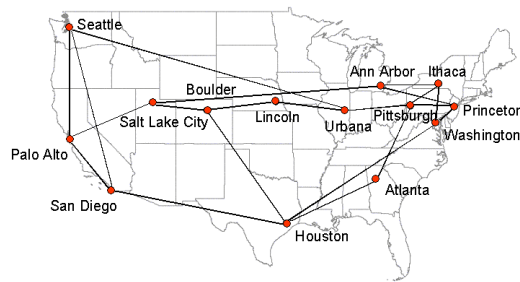 Seattle
Ann Arbor
Ithaca
Boulder
Salt Lake City
Lincoln
Urbana
Pittsburgh
Princeton
Washington
Palo Alto
Atlanta
San Diego
Houston